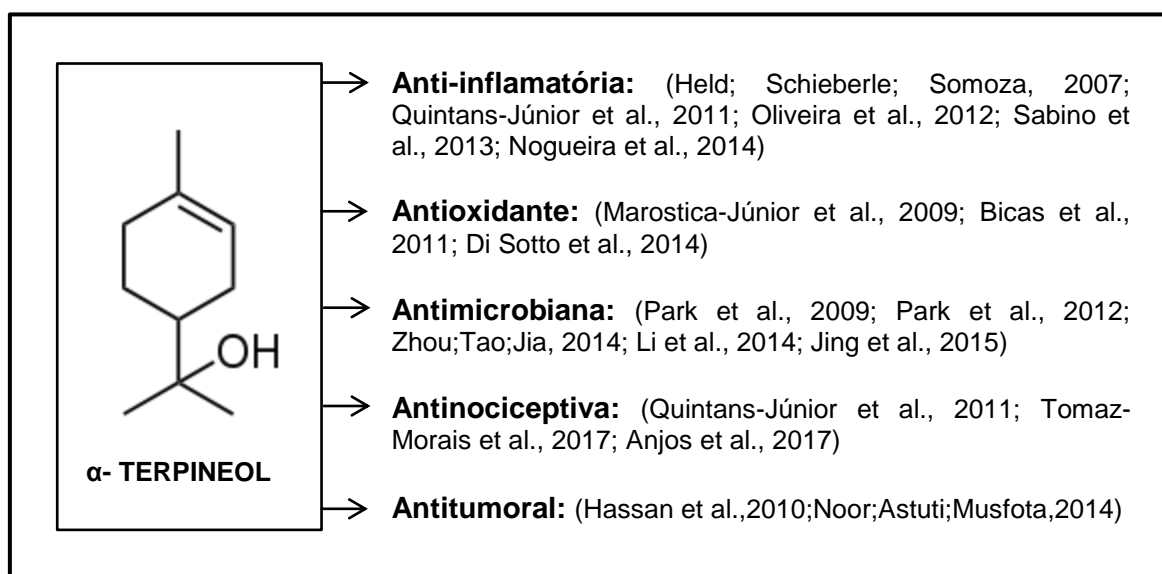 Anti-inflamatória: (Held; Schieberle; Somoza, 2007;
Quintans-Júnior et al., 2011; Oliveira et al., 2012; Sabino et
al., 2013; Nogueira et al., 2014)
Antioxidante: (Marostica-Júnior et al., 2009; Bicas et al.,
2011; Di Sotto et al., 2014)
Antimicrobiana: (Park et al., 2009; Park et al., 2012;
Zhou;Tao;Jia, 2014; Li et al., 2014; Jing et al., 2015)
Antinociceptiva: (Quintans-Júnior et al., 2011; Tomaz-
Morais et al., 2017; Anjos et al., 2017)
Antitumoral: (Hassan et al.,2010;Noor;Astuti;Musfota,2014)
OH
α- TERPINEOL